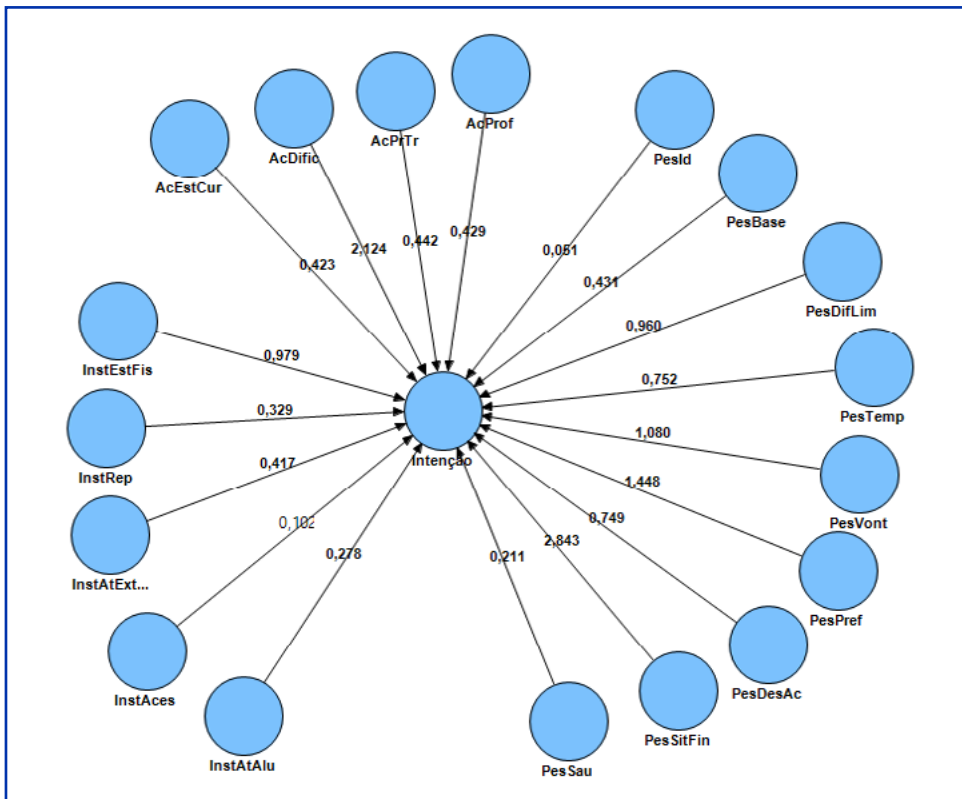 AcProf
AcPrTr
AcDific
AcEstCur
PesId
PesBase
PesDifLim
PesTemp
PesVont
PesPref
PesDesAc
PesSitFin
PesSau
InstAtAlu
InstAces
InstAtExt...
InstRep
InstEstFis
Intenção
0,423
2,124
0,442
0,429
0,051
0,431
0,960
0,752
1,080
1,448
0,749
2,843
0,211
0,278
0,102
0,417
0,329
0,979